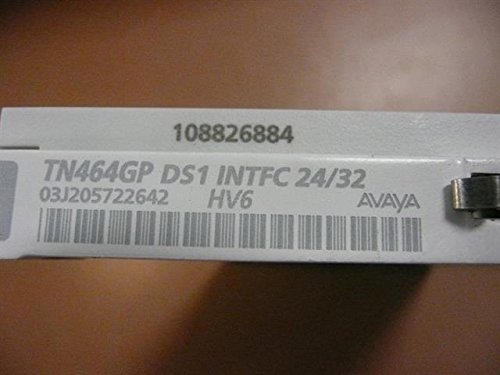 108826884
TN464GP DS1 INTFC 24/32
03J205722642 HV6 AVAYA